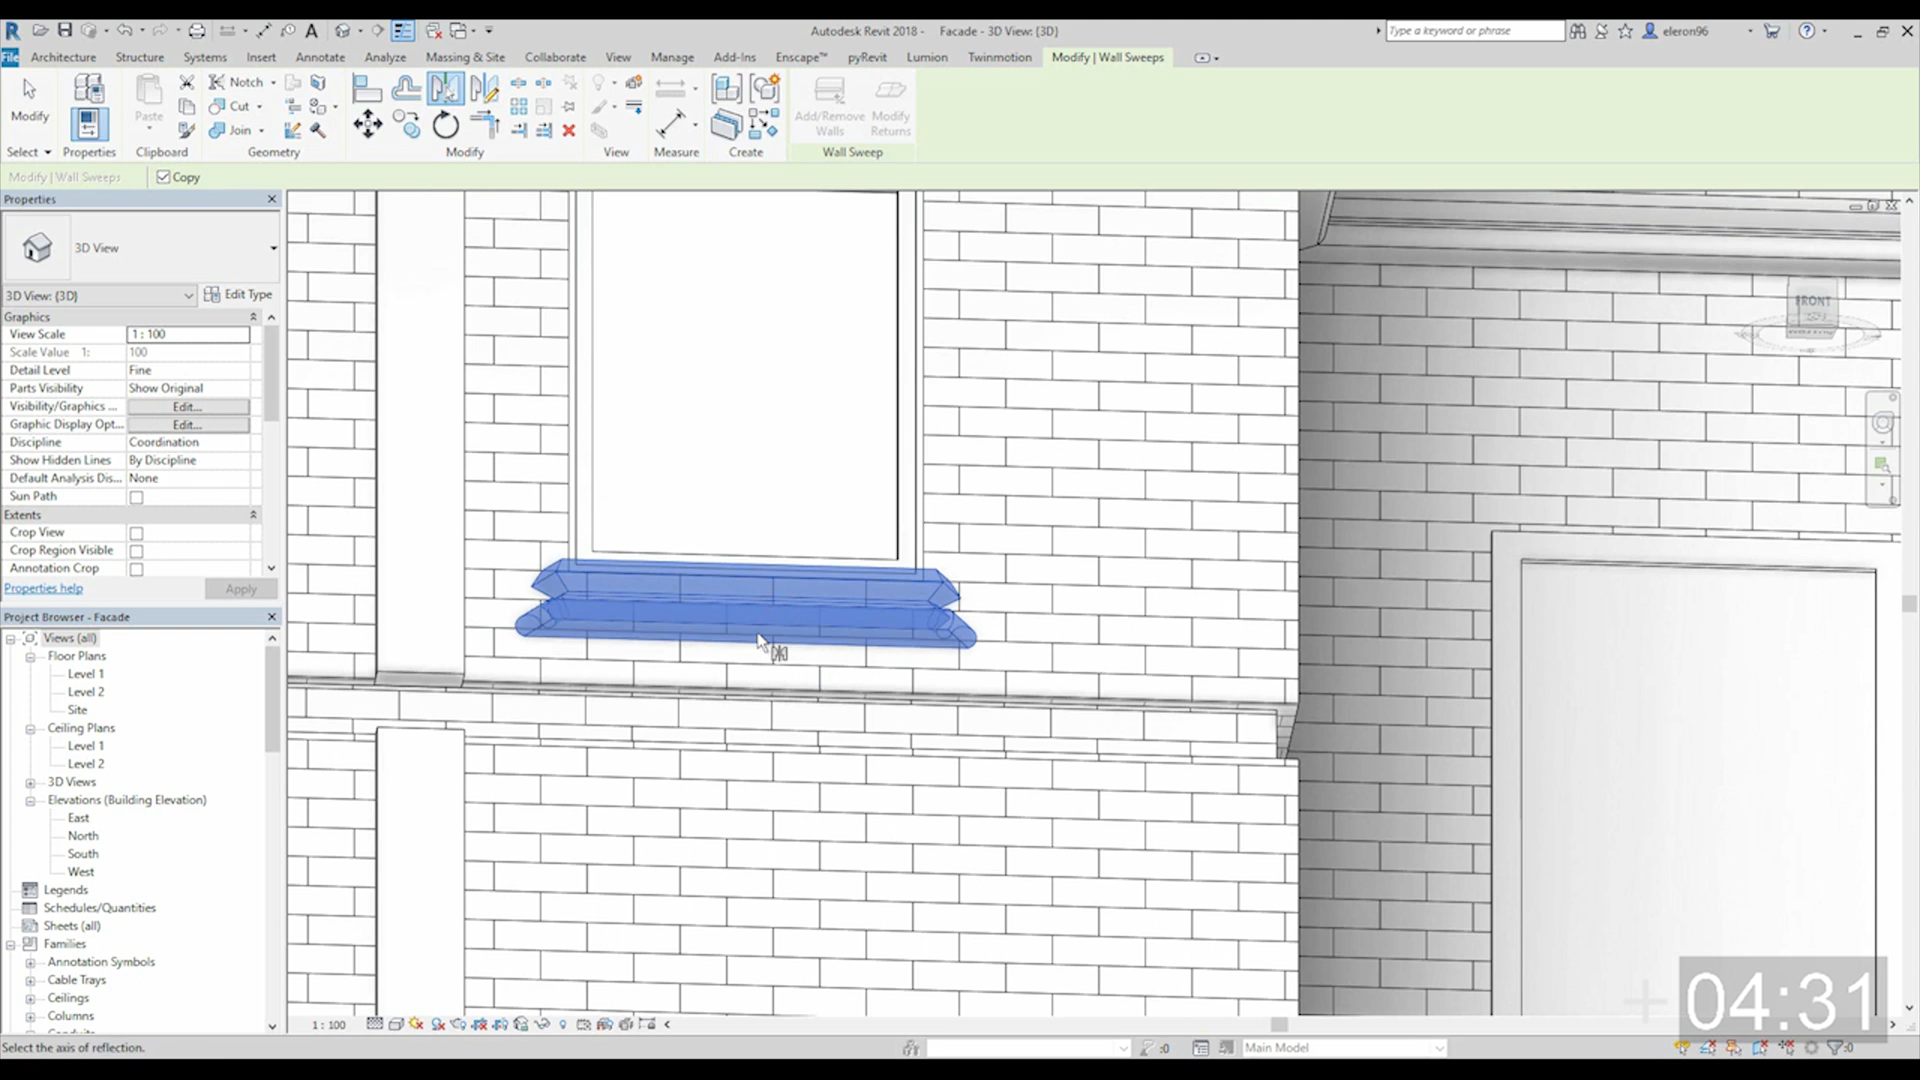 Autodesk Revit 2018 - Facade - 3D View: {3D}
Type a keyword or phrase
eleron96
File Architecture Structure Systems Insert Annotate Analyze Massing & Site Collaborate View Manage Add-Ins Enscape™ pyRevit Lumion Twinmotion Modify | Wall Sweeps
Notch
Cut
Join
Modify
Paste
Add/Remove Walls
Modify Returns
Select Properties Clipboard Geometry Modify View Measure Create Wall Sweep
Modify | Wall Sweeps Copy
Properties
3D View
3D View: {3D} Edit Type
Graphics
View Scale 1 : 100
Scale Value 1: 100
Detail Level Fine
Parts Visibility Show Original
Visibility/Graphics ... Edit...
Graphic Display Opt... Edit...
Discipline Coordination
Show Hidden Lines By Discipline
Default Analysis Dis... None
Sun Path
Extents
Crop View
Crop Region Visible
Annotation Crop
Properties help Apply
Project Browser - Facade
Views (all)
Floor Plans
Level 1
Level 2
Site
Ceiling Plans
Level 1
Level 2
3D Views
Elevations (Building Elevation)
East
North
South
West
Legends
Schedules/Quantities
Sheets (all)
Families
Annotation Symbols
Cable Trays
Ceilings
Columns
FRONT
04:31
1 : 100
Select the axis of reflection.
:0
Main Model
:0